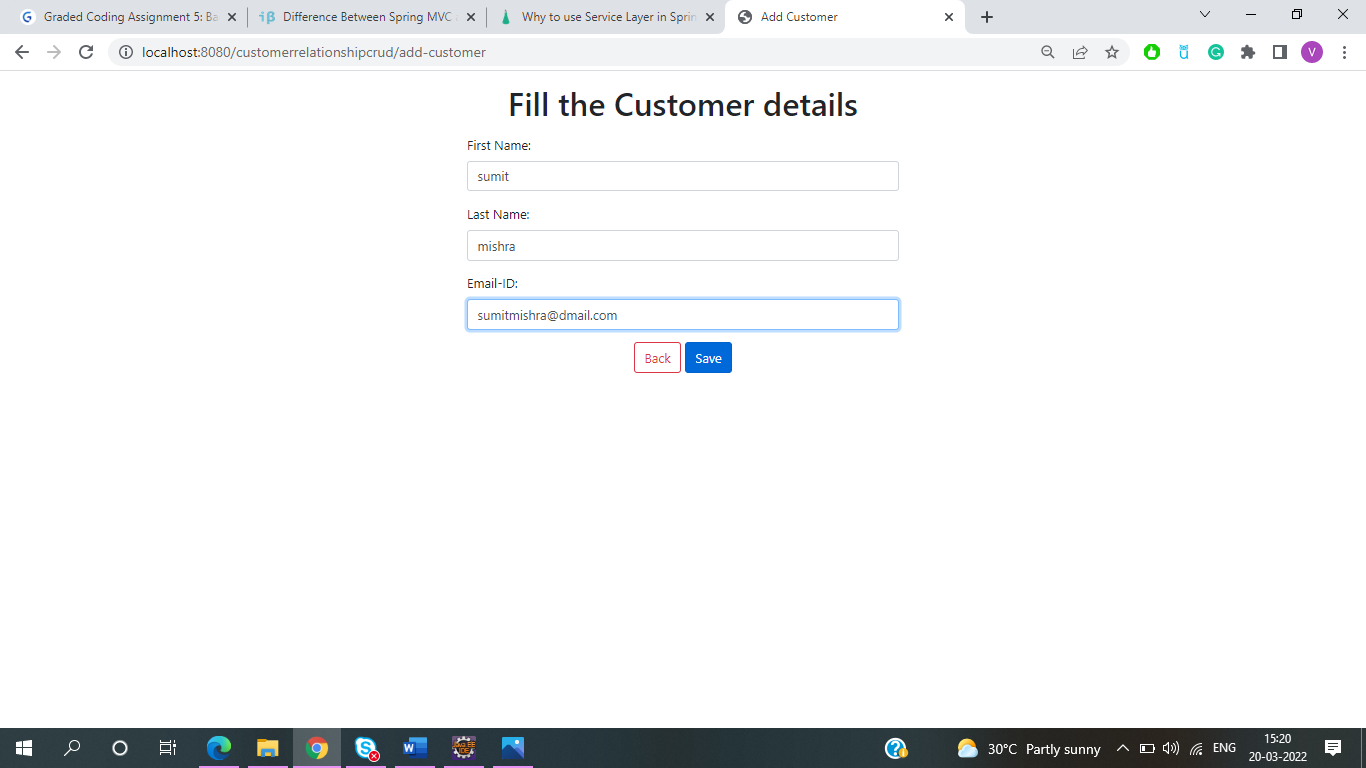 Graded Coding Assignment 5: Ba
Difference Between Spring MVC
Why to use Service Layer in Sprin
Add Customer
localhost:8080/customerrelationshipcrud/add-customer
V
Fill the Customer details
First Name:
sumit
Last Name:
mishra
Email-ID:
sumitmishra@dmail.com
Back Save
30°C Partly sunny
ENG
15:20
20-03-2022